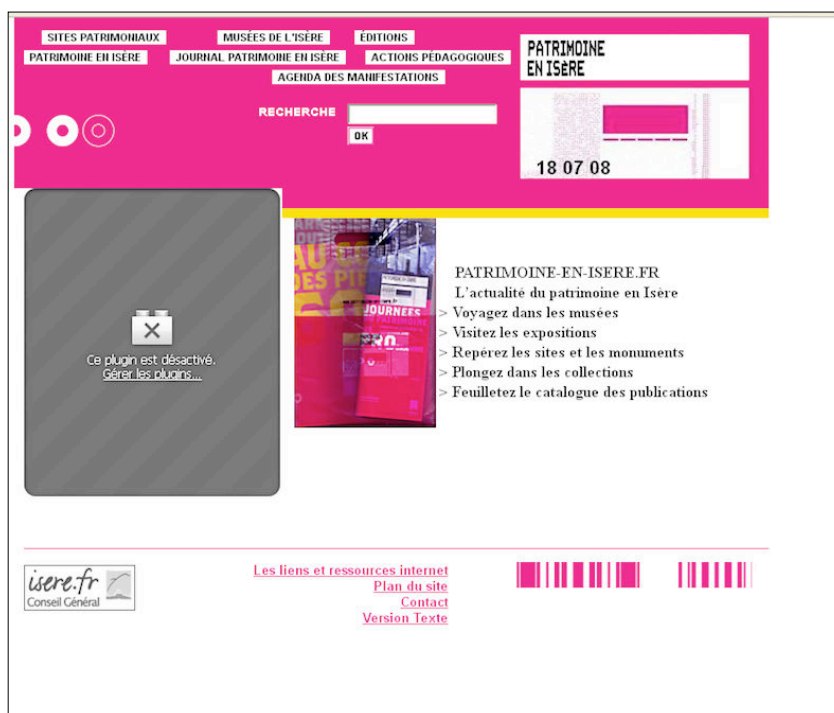 SITES PATRIMONIAUX MUSÉES DE L'ISÈRE ÉDITIONS
PATRIMOINE EN ISÈRE JOURNAL PATRIMOINE EN ISÈRE ACTIONS PÉDAGOGIQUES
AGENDA DES MANIFESTATIONS
RECHERCHE
OK
PATRIMOINE
EN ISÈRE
18 07 08
Ce plugin est désactivé.
Gérer les plugins...
AU
DES PIE
JOURNEES
PATRIMOINE-EN-ISERE.FR
L'actualité du patrimoine en Isère
> Voyagez dans les musées
> Visitez les expositions
> Repérez les sites et les monuments
> Plongez dans les collections
> Feuilletez le catalogue des publications
isere.fr
Conseil Général
Les liens et ressources internet
Plan du site
Contact
Version Texte